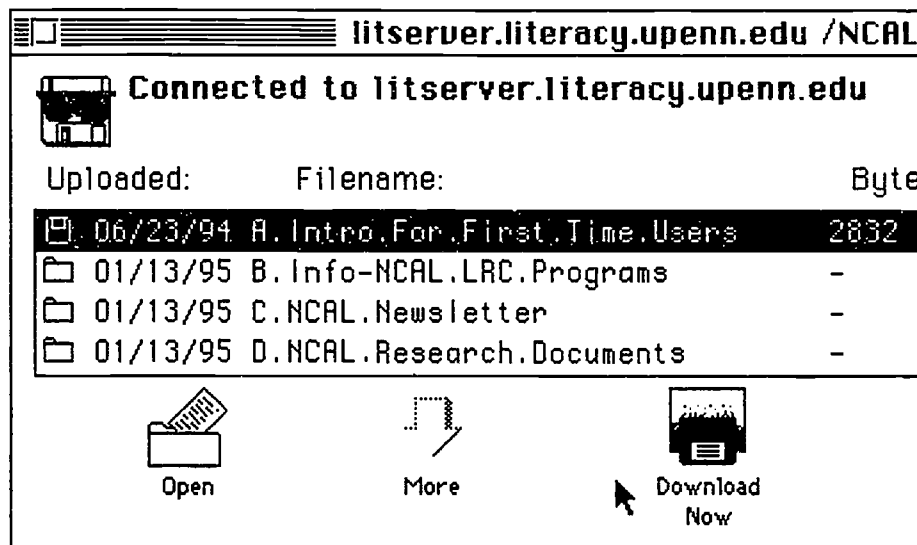 litserver.literacy.upenn.edu /NCAL
Connected to litserver.literacy.upenn.edu
Uploaded: Filename: Byte
06/23/94 A.Intro.For.First.Time.Users 2832
01/13/95 B.Info-NCAL.LRC.Programs -
01/13/95 C.NCAL.Newsletter -
01/13/95 D.NCAL.Research.Documents -
Open More Download
Now